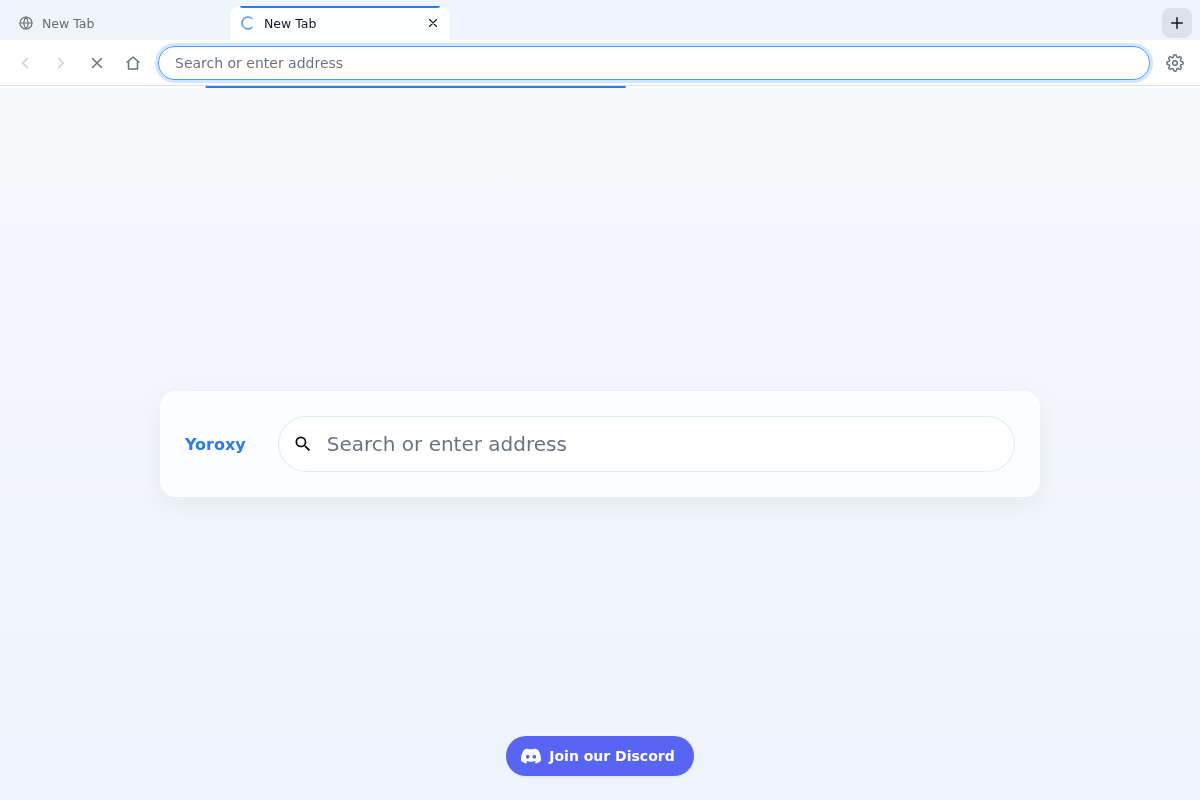 New Tab
New Tab
Search or enter address
Yoroxy
Search or enter address
Join our Discord